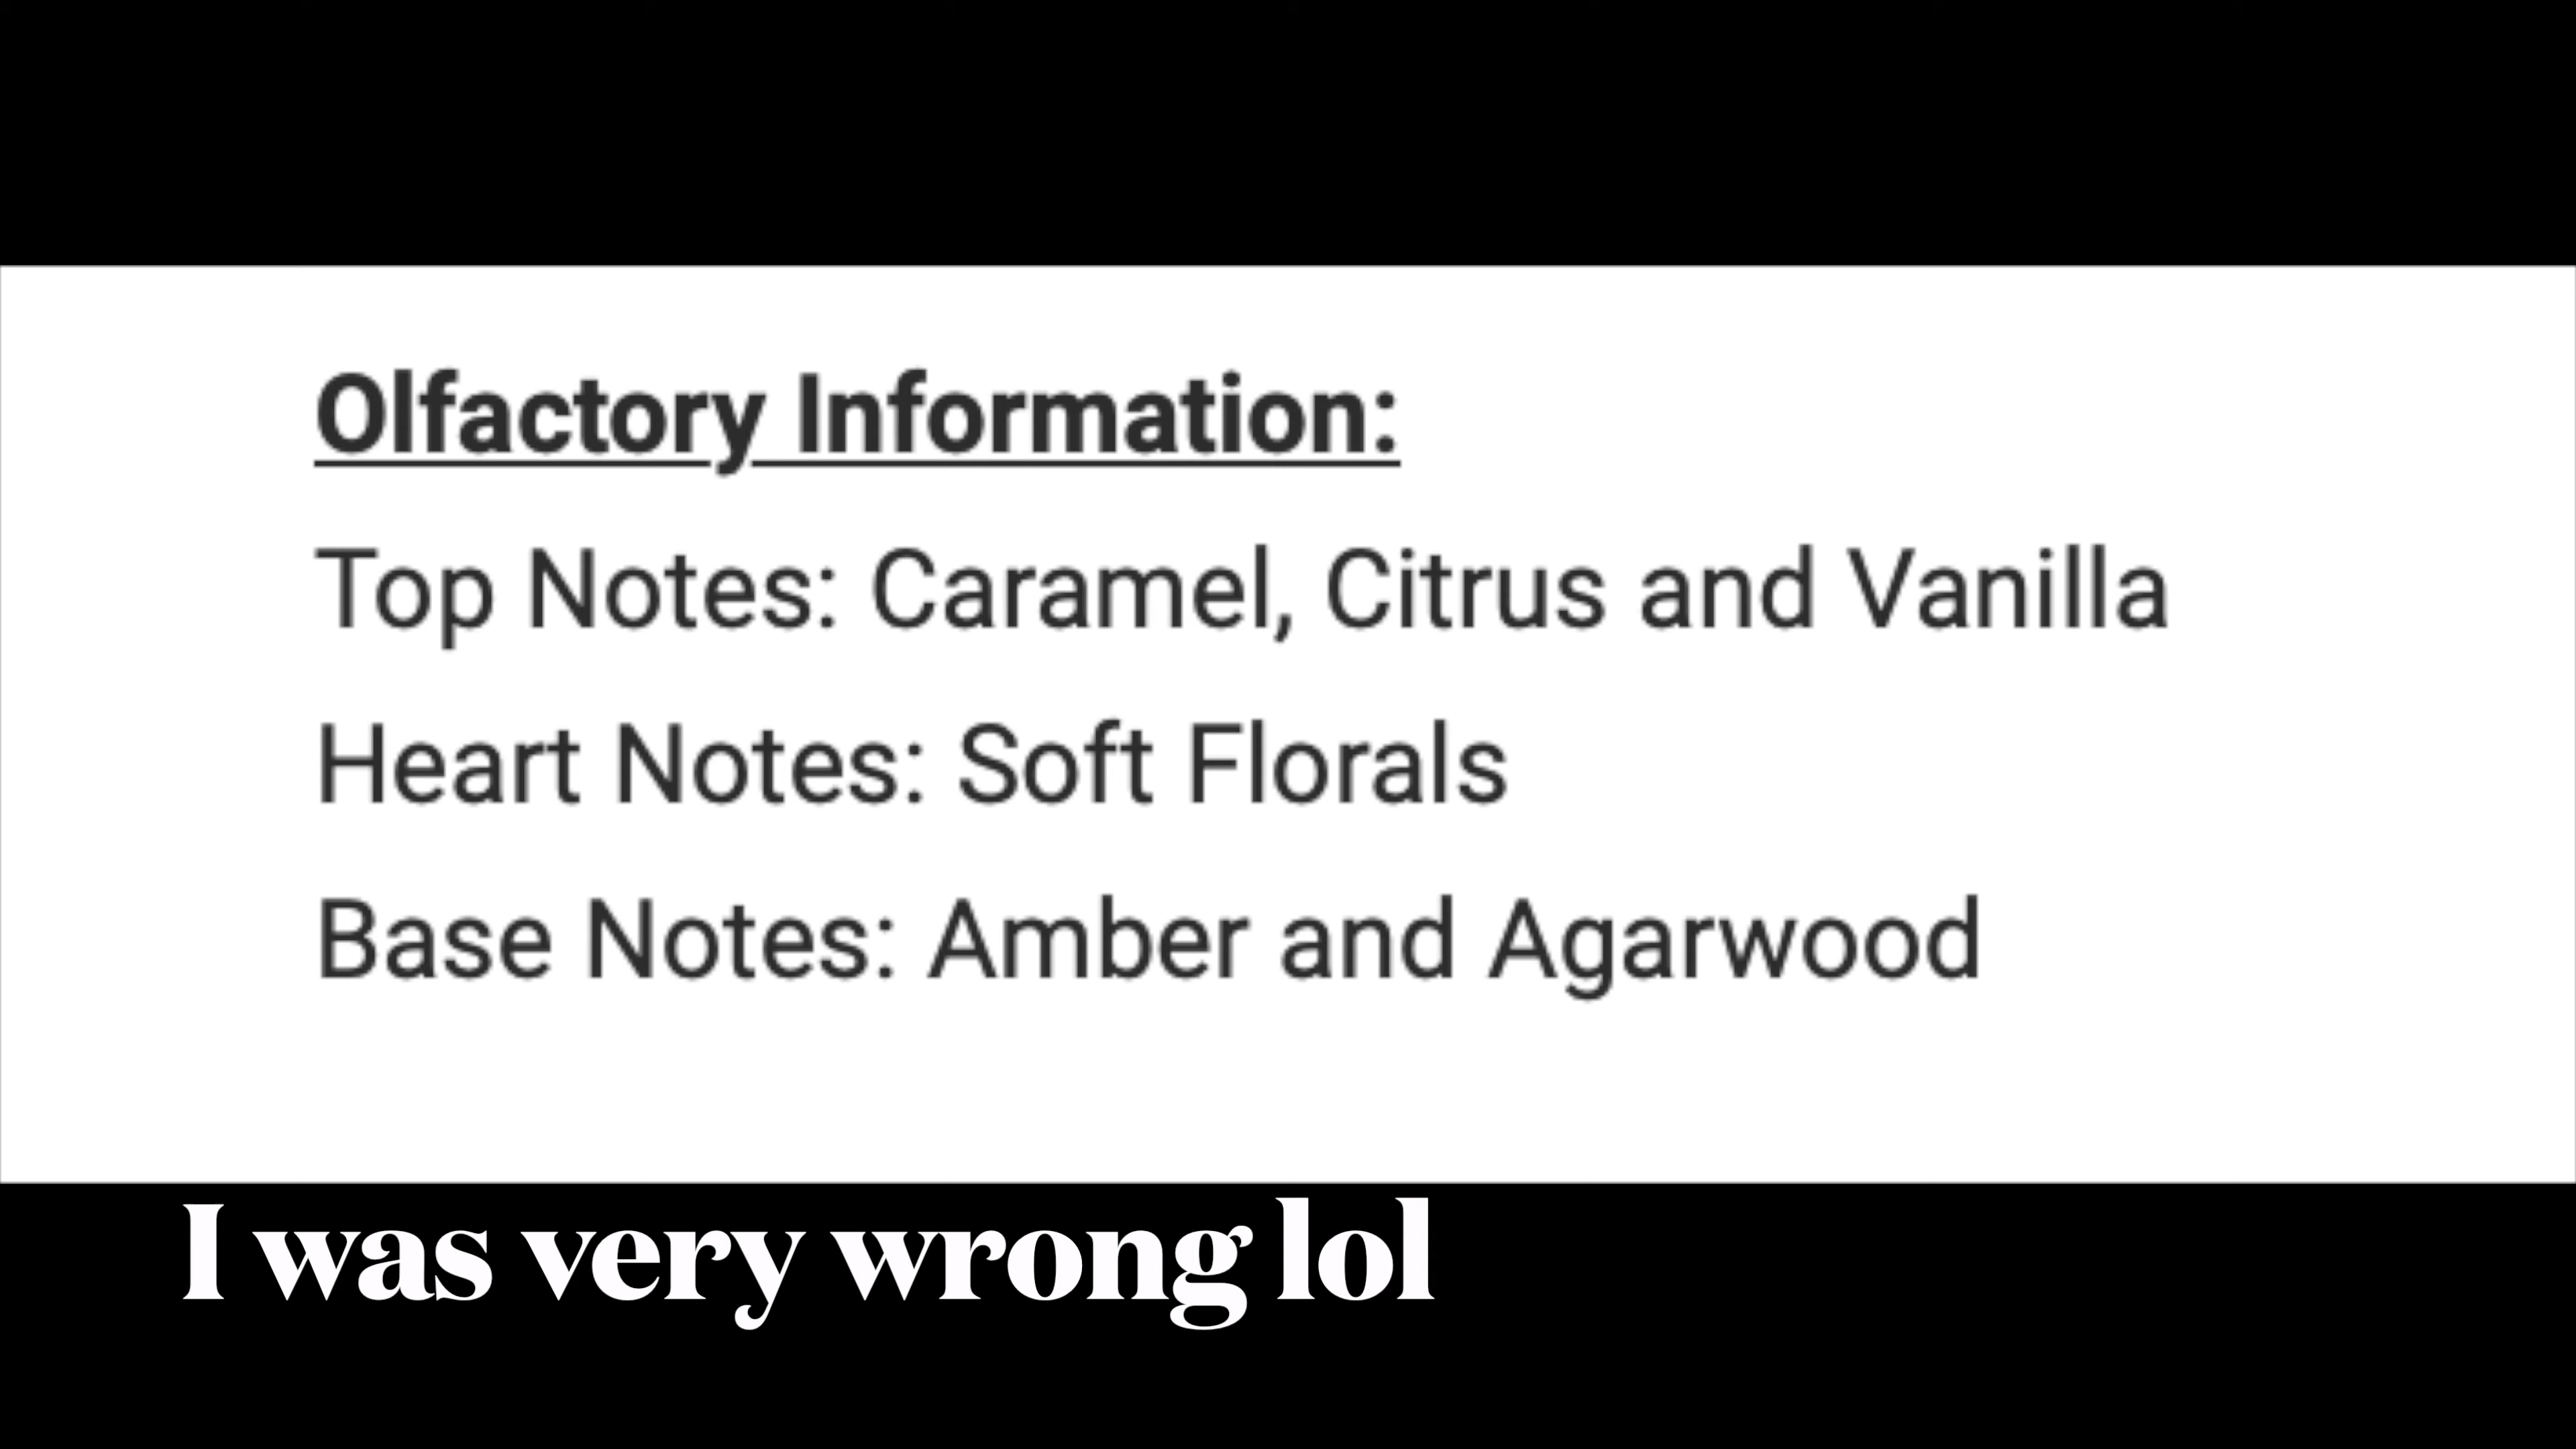 Olfactory Information:
Top Notes: Caramel, Citrus and Vanilla
Heart Notes: Soft Florals
Base Notes: Amber and Agarwood
I was very wrong lol